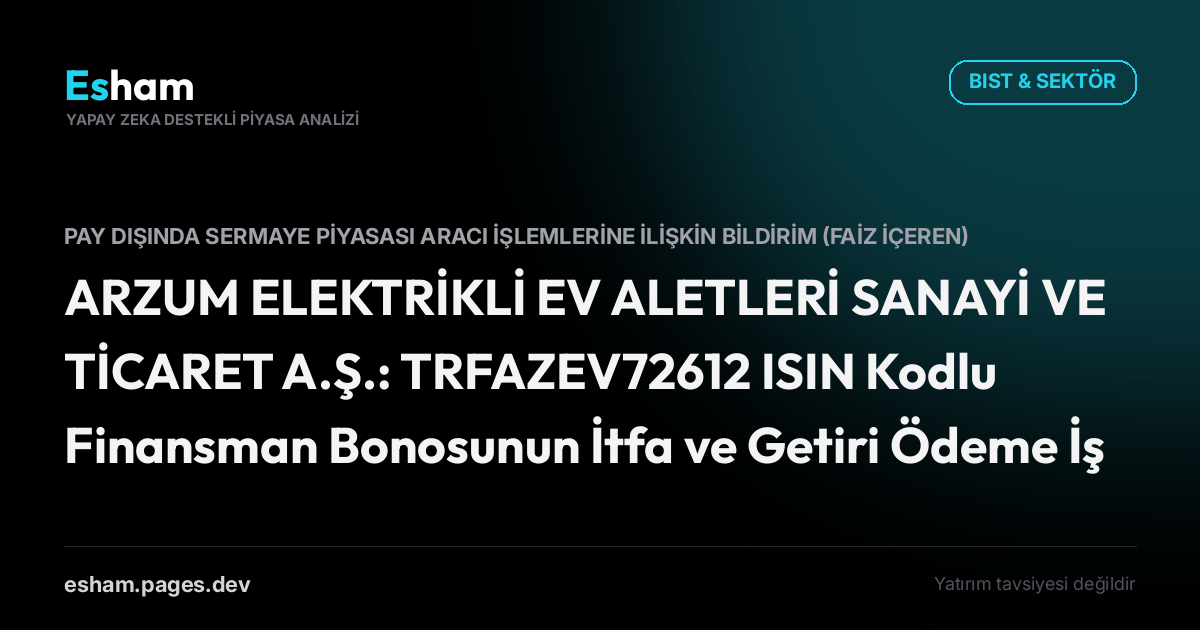 Esham
BIST & SEKTÖR
YAPAY ZEKA DESTEKLİ PİYASA ANALİZİ
PAY DIŞINDA SERMAYE PİYASASI ARACI İŞLEMLERİNE İLİŞKİN BİLDİRİM (FAİZ İÇEREN)
ARZUM ELEKTRİKLİ EV ALETLERİ SANAYİ VE
TİCARET A.Ş.: TRFAZEV72612 ISIN Kodlu
Finansman Bonosunun İtfa ve Getiri Ödeme İş
esham.pages.dev
Yatırım tavsiyesi değildir